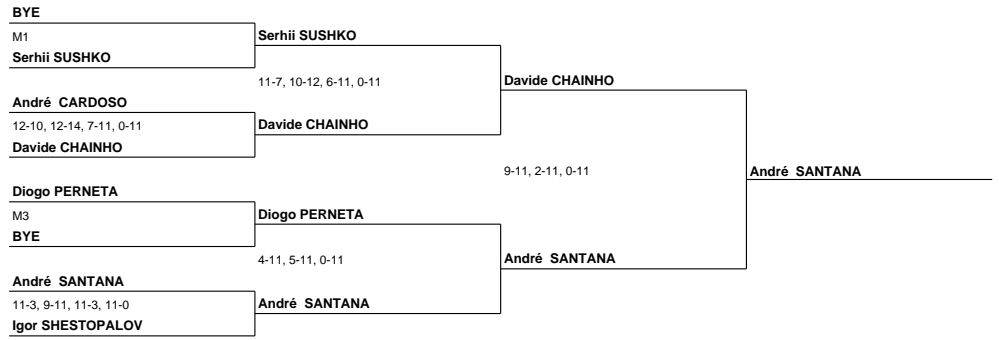 BYE
M1
Serhii SUSHKO
Serhii SUSHKO
11-7, 10-12, 6-11, 0-11
André CARDOSO
12-10, 12-14, 7-11, 0-11
Davide CHAINHO
Davide CHAINHO
Davide CHAINHO
9-11, 2-11, 0-11
André SANTANA
Diogo PERNETA
M3
BYE
Diogo PERNETA
4-11, 5-11, 0-11
André SANTANA
André SANTANA
11-3, 9-11, 11-3, 11-0
Igor SHESTOPALOV
André SANTANA